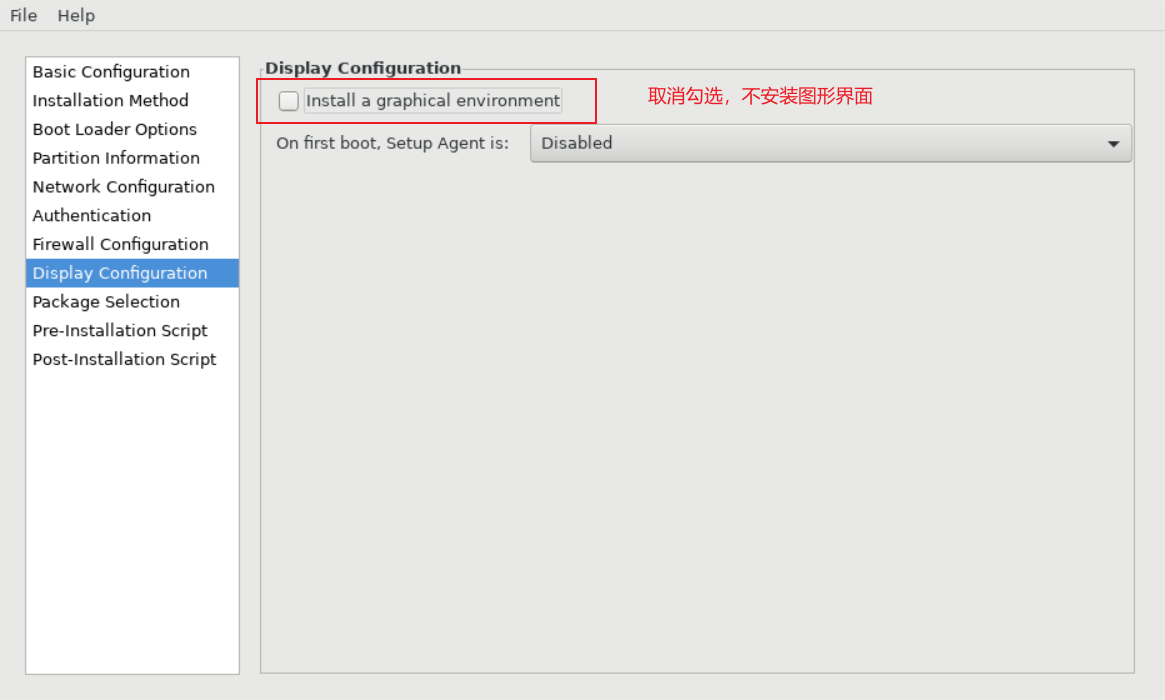 File Help
Basic Configuration
Installation Method
Boot Loader Options
Partition Information
Network Configuration
Authentication
Firewall Configuration
Display Configuration
Package Selection
Pre-Installation Script
Post-Installation Script
Display Configuration
Install a graphical environment
取消勾选，不安装图形界面
On first boot, Setup Agent is: Disabled